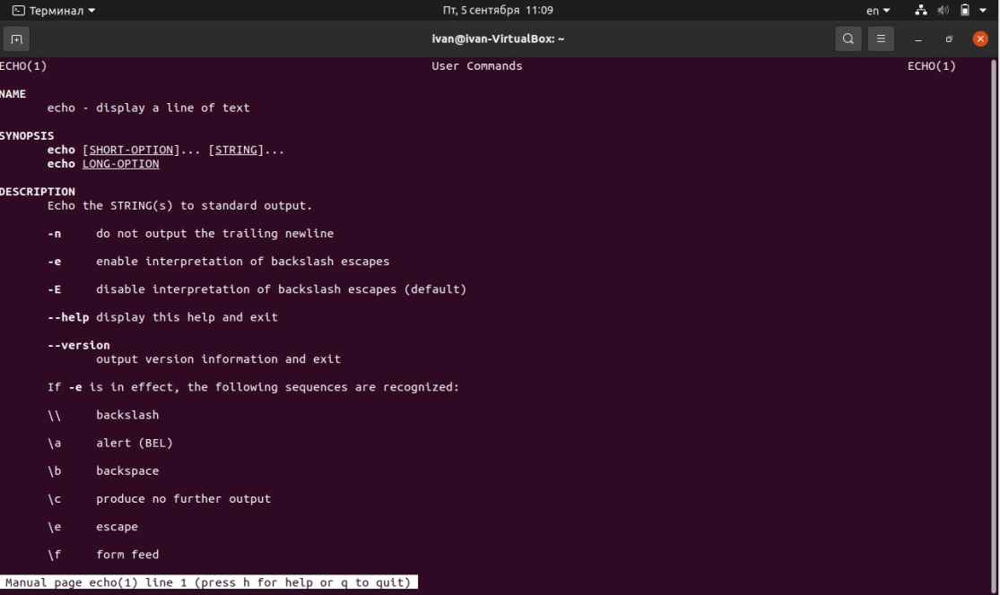 Терминал
Пт, 5 сентября 11:09
en
ivan@ivan-VirtualBox: ~
ECHO(1) User Commands ECHO(1)
NAME
echo - display a line of text
SYNOPSIS
echo [SHORT-OPTION]... [STRING]...
echo LONG-OPTION
DESCRIPTION
Echo the STRING(s) to standard output.
-n do not output the trailing newline
-e enable interpretation of backslash escapes
-E disable interpretation of backslash escapes (default)
--help display this help and exit
--version
output version information and exit
If -e is in effect, the following sequences are recognized:
\\ backslash
\a alert (BEL)
\b backspace
\c produce no further output
\e escape
\f form feed
Manual page echo(1) line 1 (press h for help or q to quit)